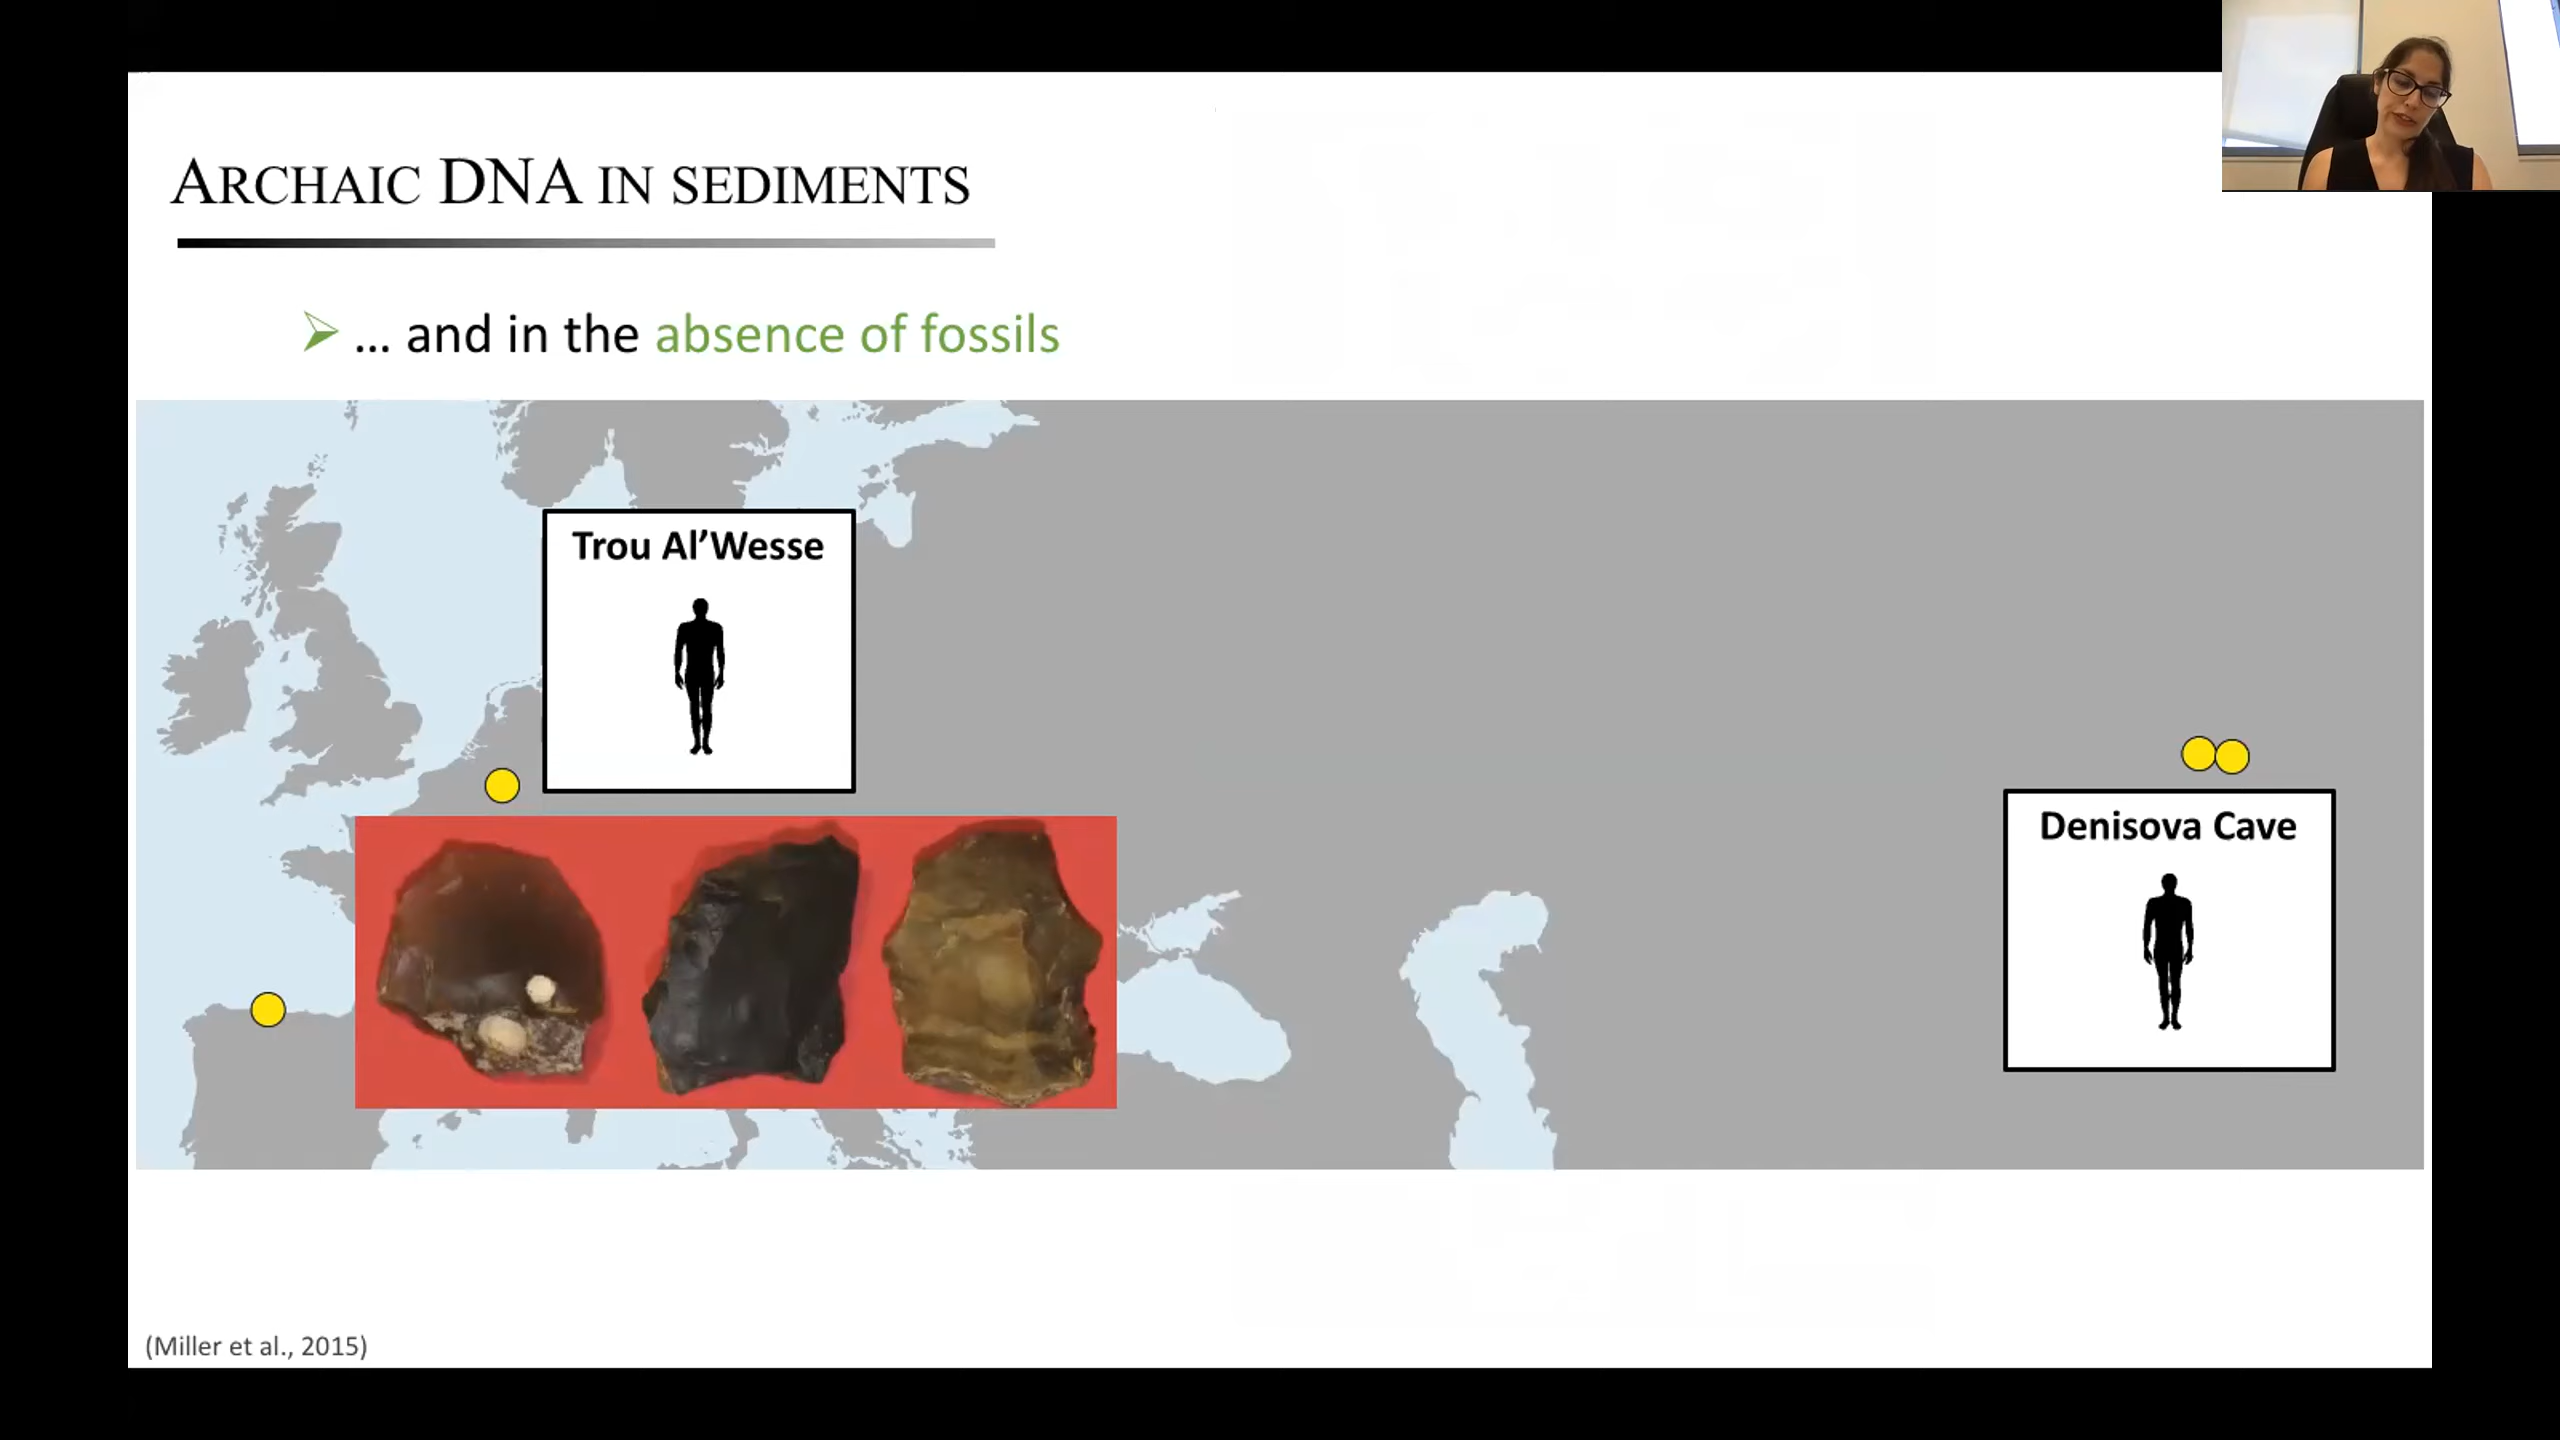 ARCHAIC DNA IN SEDIMENTS
... and in the absence of fossils
Trou Al’Wesse
Denisova Cave
(Miller et al., 2015)